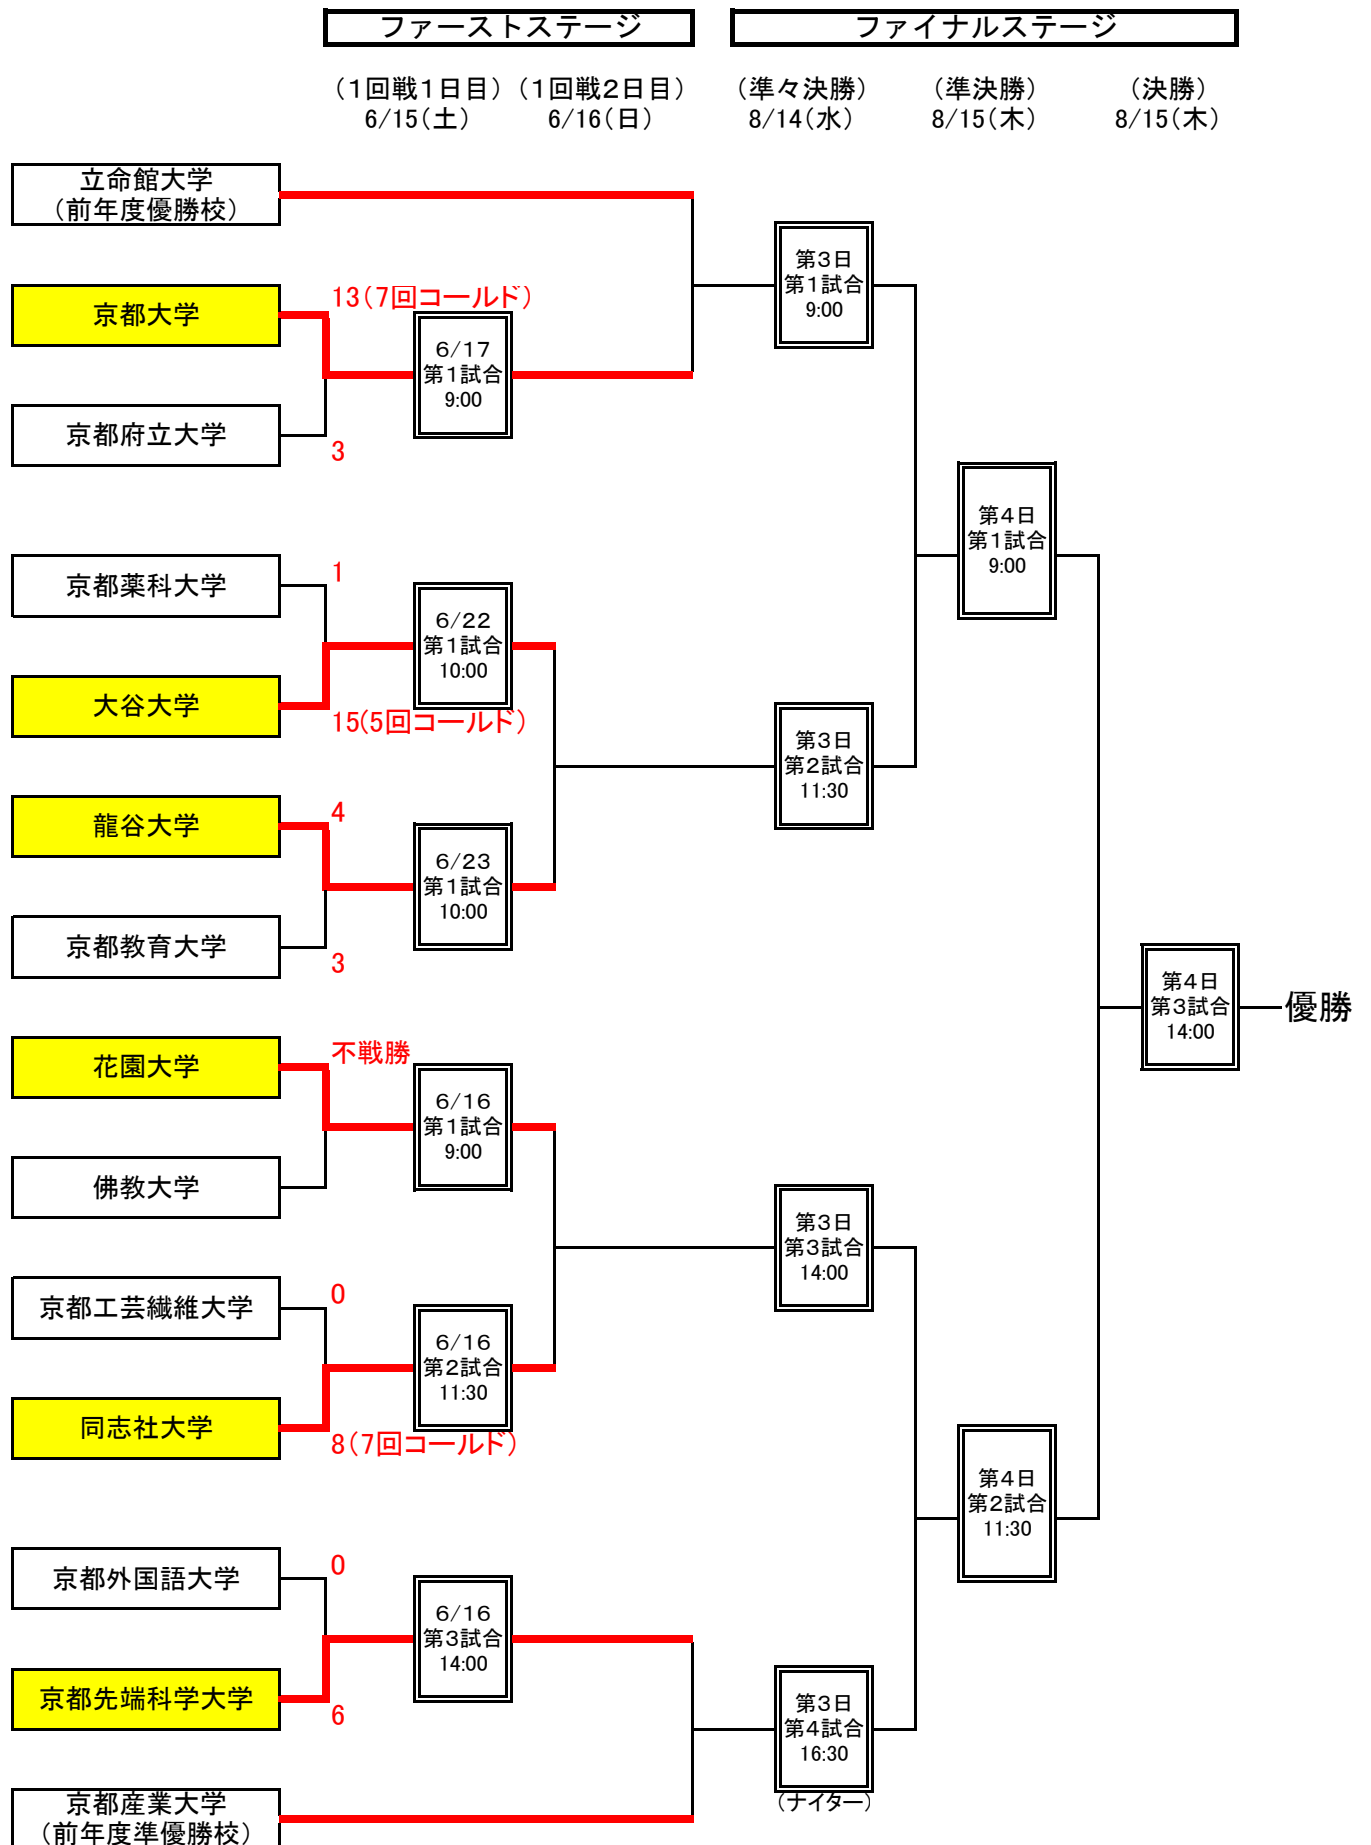 ファーストステージ
ファイナルステージ
（１回戦１日目）
6/15（土）
（１回戦２日目）
6/16（日）
（準々決勝）
8/14（水）
（準決勝）
8/15（木）
（決勝）
8/15（木）
立命館大学
（前年度優勝校）
京都大学
13（7回コールド）
6/17
第１試合
9:00
京都府立大学
3
第３日
第１試合
9:00
第４日
第１試合
9:00
京都薬科大学
1
6/22
第１試合
10:00
大谷大学
15（5回コールド）
第３日
第２試合
11:30
龍谷大学
4
6/23
第１試合
10:00
京都教育大学
3
第４日
第３試合
14:00
優勝
花園大学
不戦勝
6/16
第１試合
9:00
佛教大学
第３日
第３試合
14:00
京都工芸繊維大学
0
6/16
第２試合
11:30
同志社大学
8（7回コールド）
第４日
第２試合
11:30
京都外国語大学
0
6/16
第３試合
14:00
京都先端科学大学
6
第３日
第４試合
16:30
（ナイター）
京都産業大学
（前年度準優勝校）